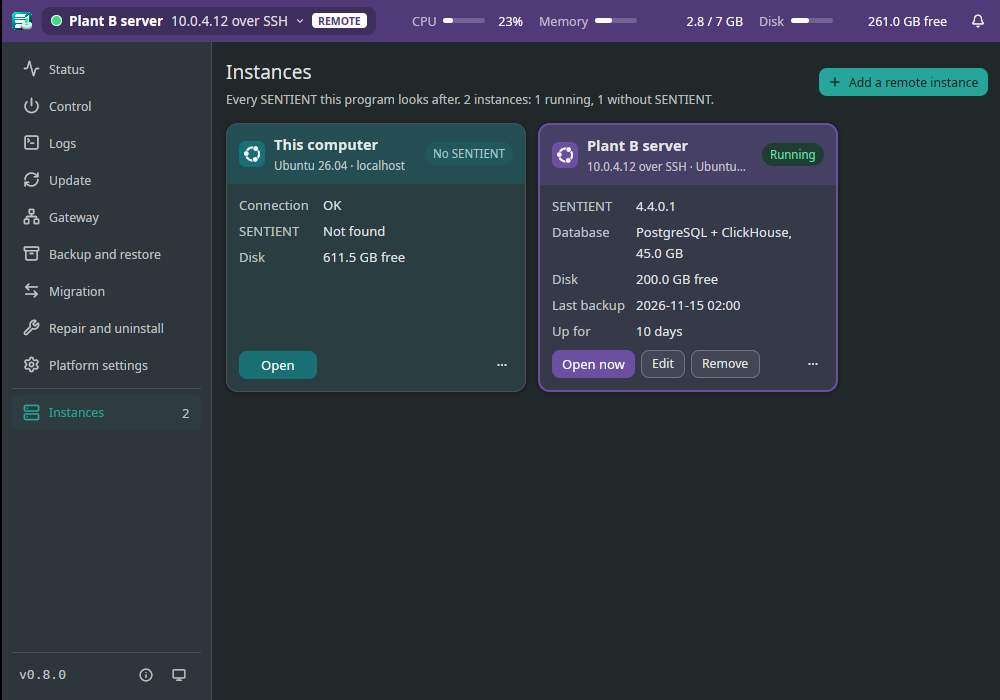 Plant B server 10.0.4.12 over SSH REMOTE CPU 23% Memory 2.8 / 7 GB Disk 261.0 GB free
Status
Control
Logs
Update
Gateway
Backup and restore
Migration
Repair and uninstall
Platform settings
Instances 2
v0.8.0
Instances
Every SENTIENT this program looks after. 2 instances: 1 running, 1 without SENTIENT.
+ Add a remote instance
This computer
Ubuntu 26.04 · localhost
No SENTIENT
Connection OK
SENTIENT Not found
Disk 611.5 GB free
Open ...
Plant B server
10.0.4.12 over SSH · Ubuntu...
Running
SENTIENT 4.4.0.1
Database PostgreSQL + ClickHouse,
45.0 GB
Disk 200.0 GB free
Last backup 2026-11-15 02:00
Up for 10 days
Open now Edit Remove ...